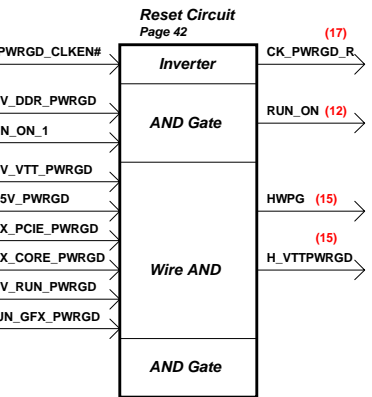 Reset Circuit
Page 42
(17)
PWRGD_CLKEN#
Inverter
CK_PWRGD_R
V_DDR_PWRGD
AND Gate
RUN_ON (12)
N_ON_1
V_VTT_PWRGD
5V_PWRGD
HWPG (15)
X_PCIE_PWRGD
(15)
X_CORE_PWRGD
Wire AND
H_VTTPWRGD
V_RUN_PWRGD
UN_GFX_PWRGD
AND Gate